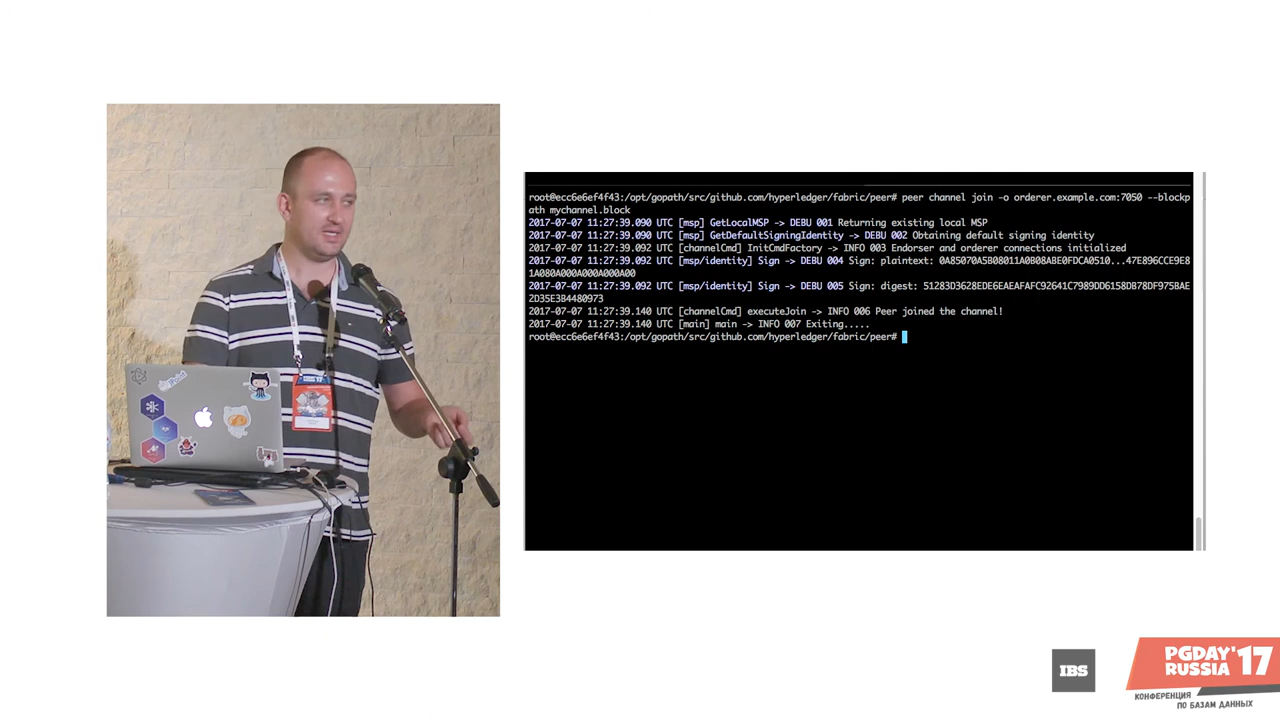 root@ecc6e6ef4f43:/opt/gopath/src/github.com/hyperledger/fabric/peer# peer channel join -o orderer.example.com:7050 --blockp
ath mychannel.block
2017-07-07 11:27:39.090 UTC [msp] GetLocalMSP -> DEBU 001 Returning existing local MSP
2017-07-07 11:27:39.090 UTC [msp] GetDefaultSigningIdentity -> DEBU 002 Obtaining default signing identity
2017-07-07 11:27:39.092 UTC [channelCmd] InitCmdFactory -> INFO 003 Endorser and orderer connections initialized
2017-07-07 11:27:39.092 UTC [msp/identity] Sign -> DEBU 004 Sign: plaintext: 0A85070A5B08011A0B08ABE0FDCA0510...47E896CCE9E8
1A080A000A000A000A00
2017-07-07 11:27:39.092 UTC [msp/identity] Sign -> DEBU 005 Sign: digest: 51283D3628EDE6EAEAFAFC92641C7989DD6158DB78DF975BAE
2D35E3B4480973
2017-07-07 11:27:39.140 UTC [channelCmd] executeJoin -> INFO 006 Peer joined the channel!
2017-07-07 11:27:39.140 UTC [main] main -> INFO 007 Exiting.....
root@ecc6e6ef4f43:/opt/gopath/src/github.com/hyperledger/fabric/peer#
IBS
PGDAY'17
RUSSIA
КОНФЕРЕНЦИЯ
ПО БАЗАМ ДАННЫХ